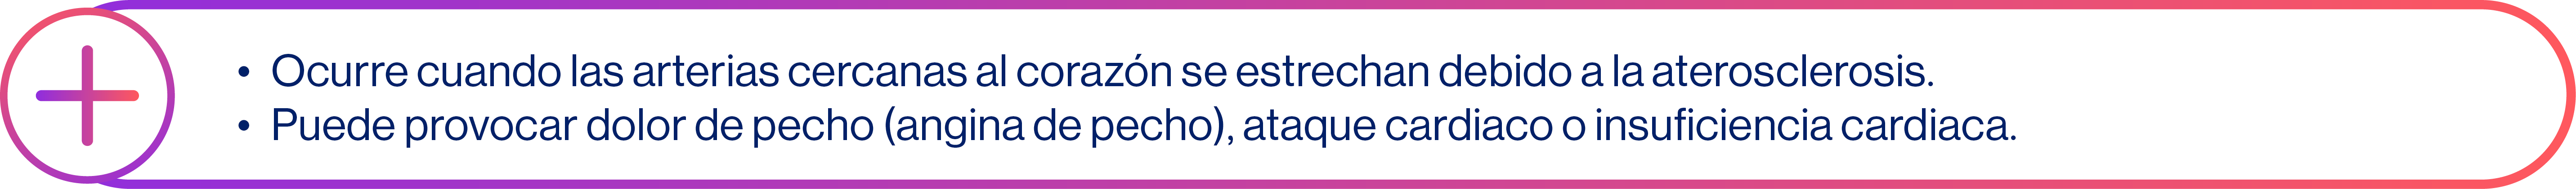 • Ocurre cuando las arterias cercanas al corazón se estrechan debido a la aterosclerosis.
• Puede provocar dolor de pecho (angina de pecho), ataque cardiaco o insuficiencia cardiaca.